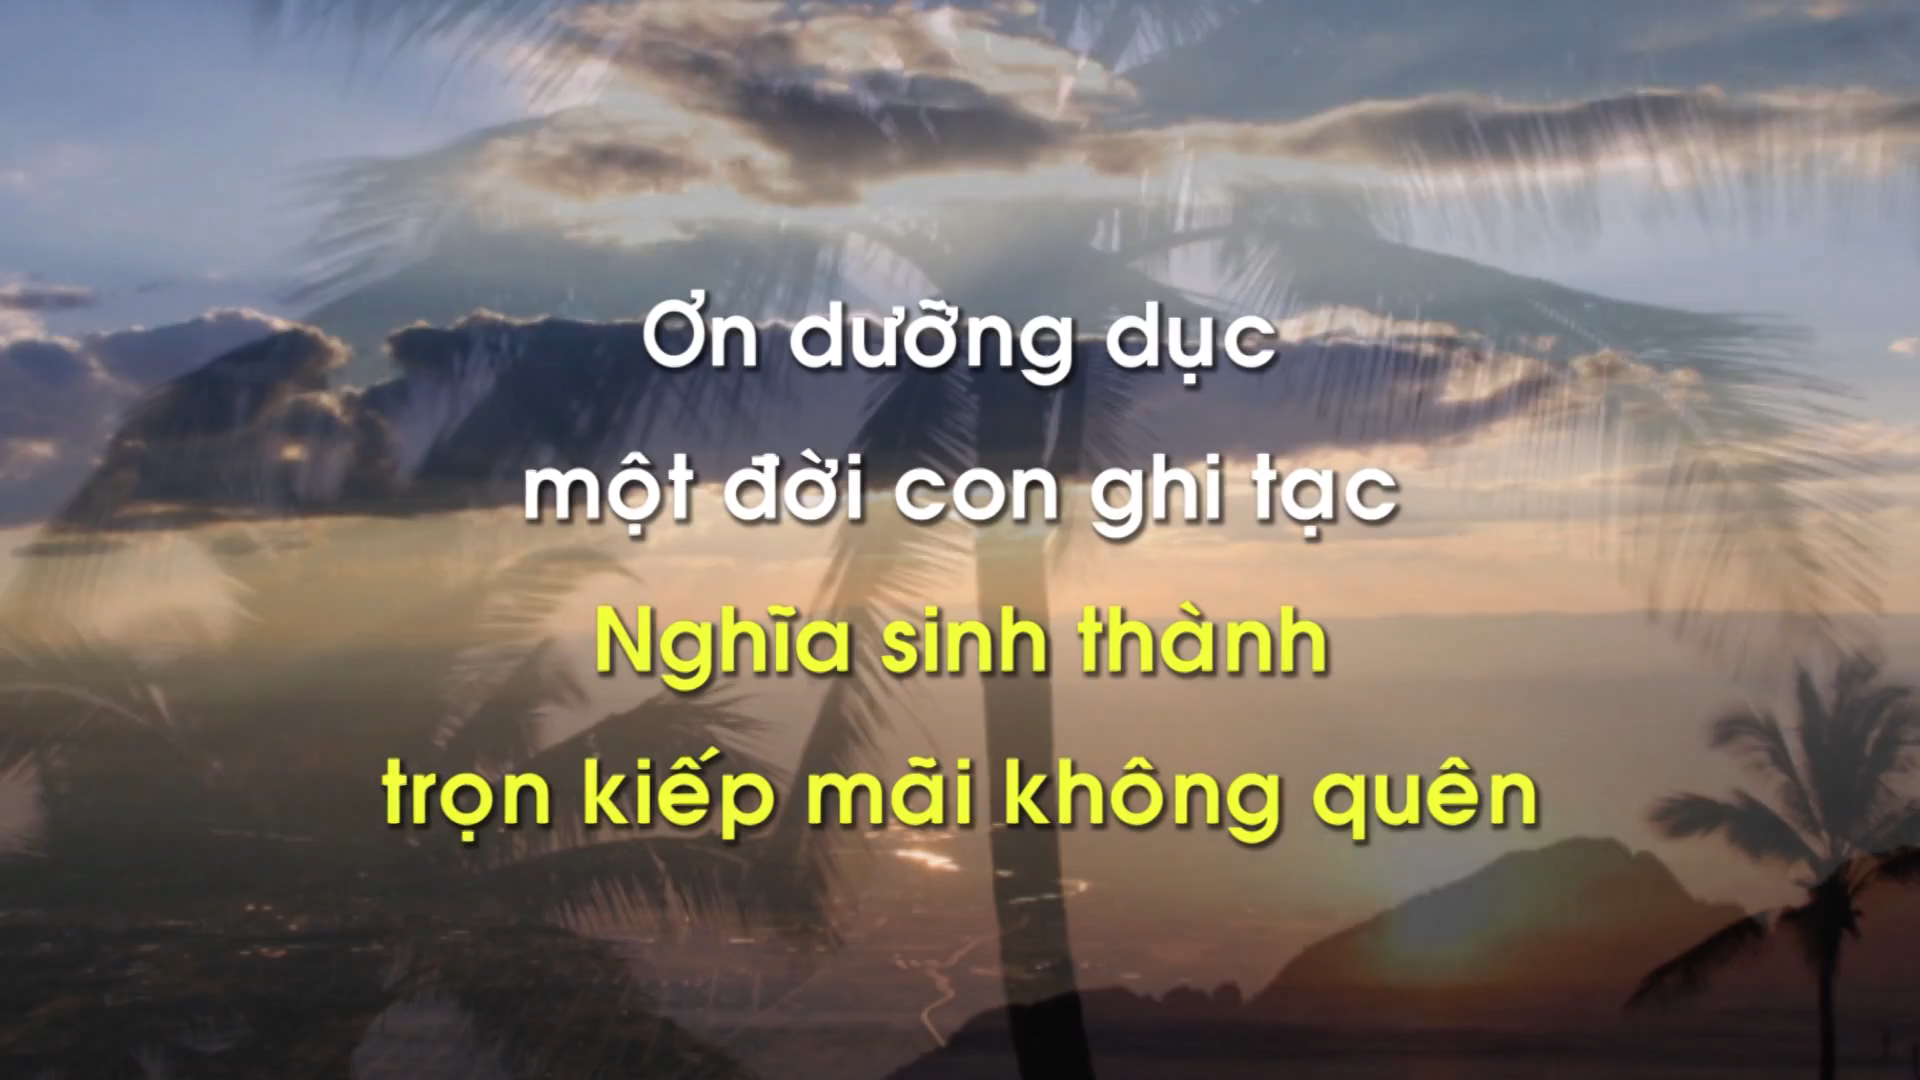 Ơn dưỡng dục
một đời con ghi tạc
Nghĩa sinh thành
trọn kiếp mãi không quên